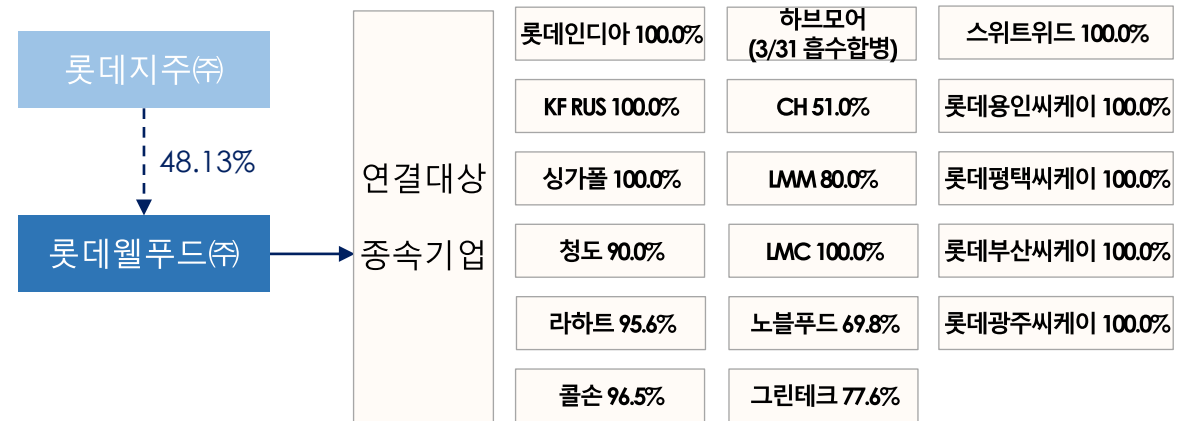 롯데지주㈜
48.13%
롯데웰푸드㈜
연결대상
종속기업
롯데인디아 100.0%
KF RUS 100.0%
싱가폴 100.0%
청도 90.0%
라하트 95.6%
콜손 96.5%
하브모어
(3/31 흡수합병)
CH 51.0%
LMM 80.0%
LMC 100.0%
노블푸드 69.8%
그린테크 77.6%
스위트위드 100.0%
롯데용인씨케이 100.0%
롯데평택씨케이 100.0%
롯데부산씨케이 100.0%
롯데광주씨케이 100.0%